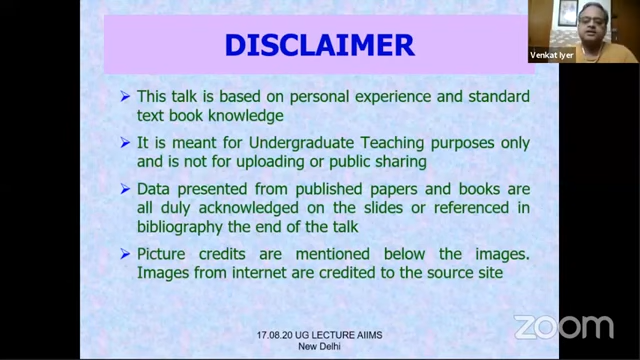 DISCLAIMER
Venkat Iyer
➢ This talk is based on personal experience and standard
text book knowledge
➢ It is meant for Undergraduate Teaching purposes only
and is not for uploading or public sharing
➢ Data presented from published papers and books are
all duly acknowledged on the slides or referenced in
bibliography the end of the talk
➢ Picture credits are mentioned below the images.
Images from internet are credited to the source site
17.08.20 UG LECTURE AIIMS
New Delhi
zoom